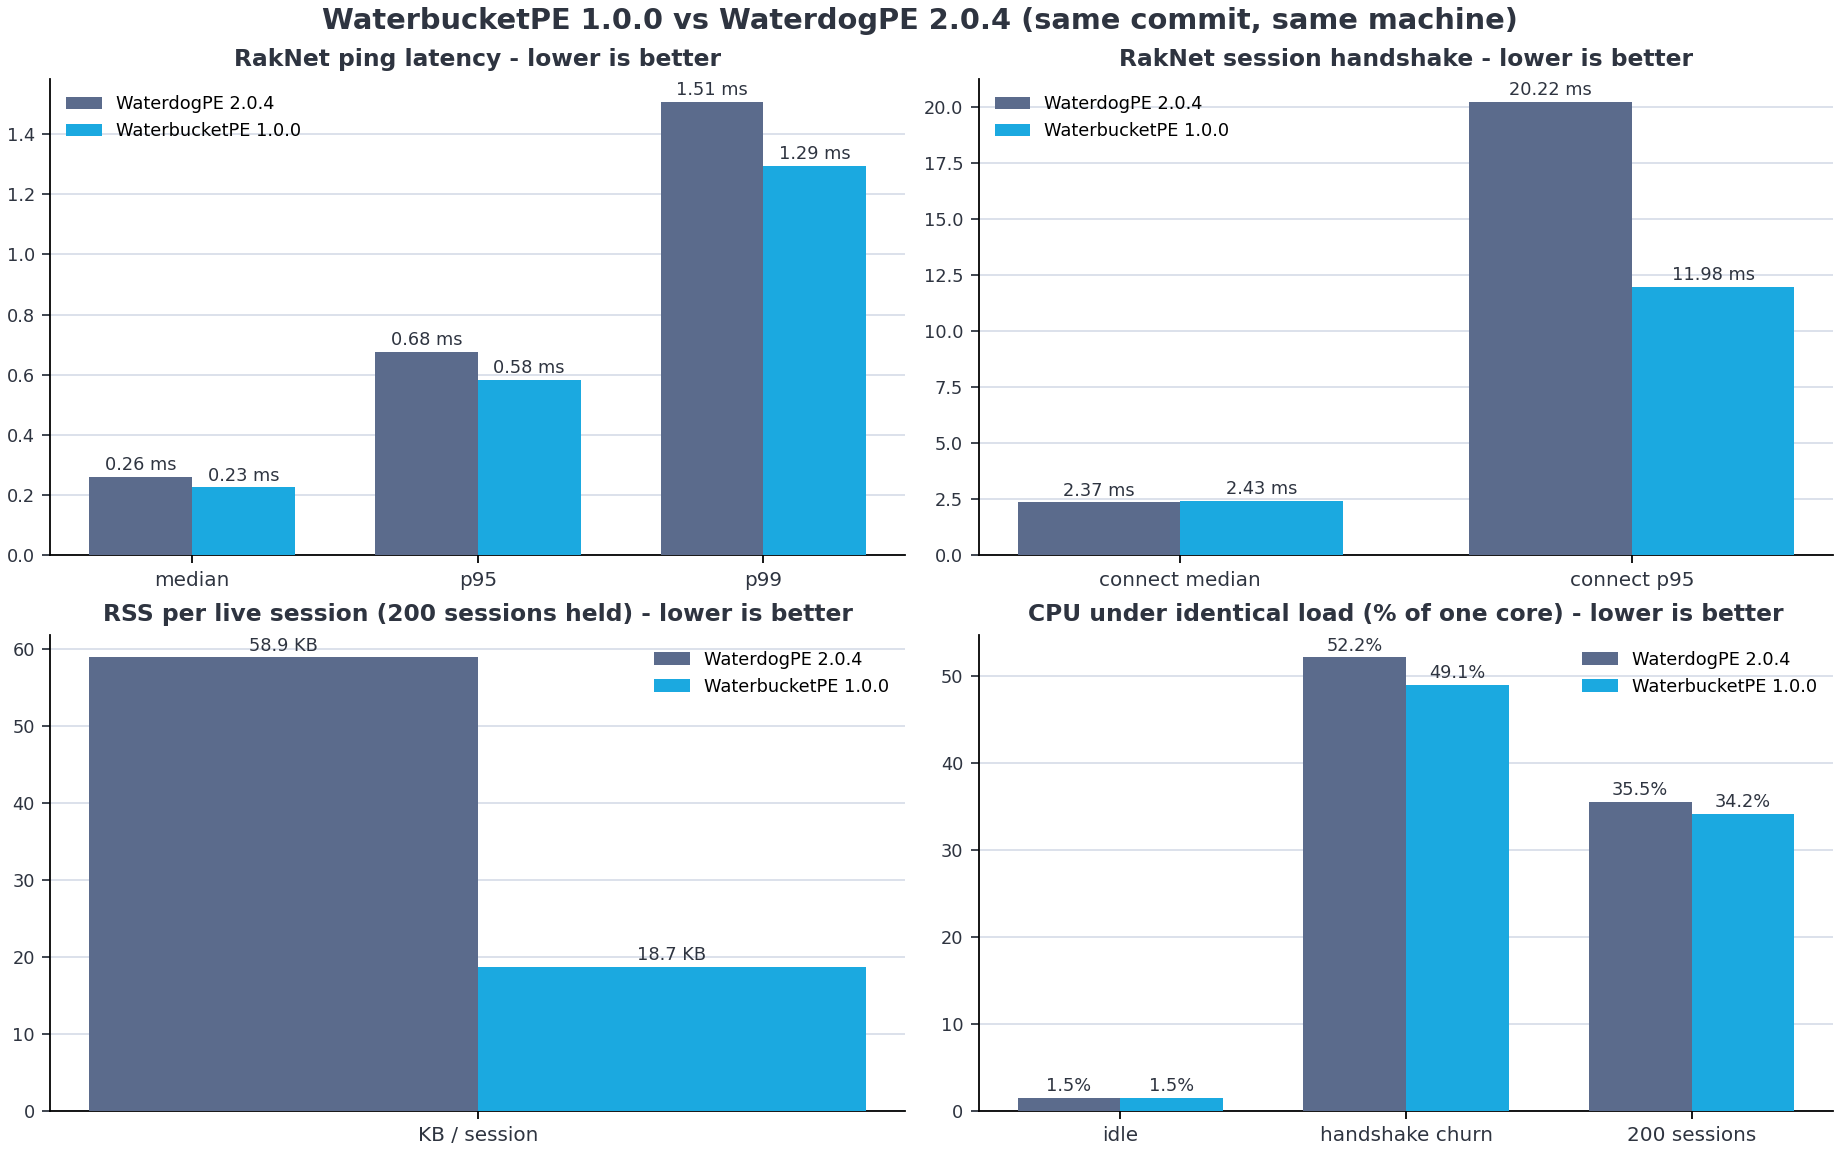 WaterbucketPE 1.0.0 vs WaterdogPE 2.0.4 (same commit, same machine)
RakNet ping latency - lower is better
WaterdogPE 2.0.4
WaterbucketPE 1.0.0
1.4
1.2
1.0
0.8
0.6
0.4
0.2
0.0
0.26 ms
0.23 ms
0.68 ms
0.58 ms
1.51 ms
1.29 ms
median
p95
p99
RakNet session handshake - lower is better
WaterdogPE 2.0.4
WaterbucketPE 1.0.0
20.0
17.5
15.0
12.5
10.0
7.5
5.0
2.5
0.0
2.37 ms
2.43 ms
20.22 ms
11.98 ms
connect median
connect p95
RSS per live session (200 sessions held) - lower is better
WaterdogPE 2.0.4
WaterbucketPE 1.0.0
60
50
40
30
20
10
0
58.9 KB
18.7 KB
KB / session
CPU under identical load (% of one core) - lower is better
WaterdogPE 2.0.4
WaterbucketPE 1.0.0
50
40
30
20
10
0
1.5%
1.5%
52.2%
49.1%
35.5%
34.2%
idle
handshake churn
200 sessions